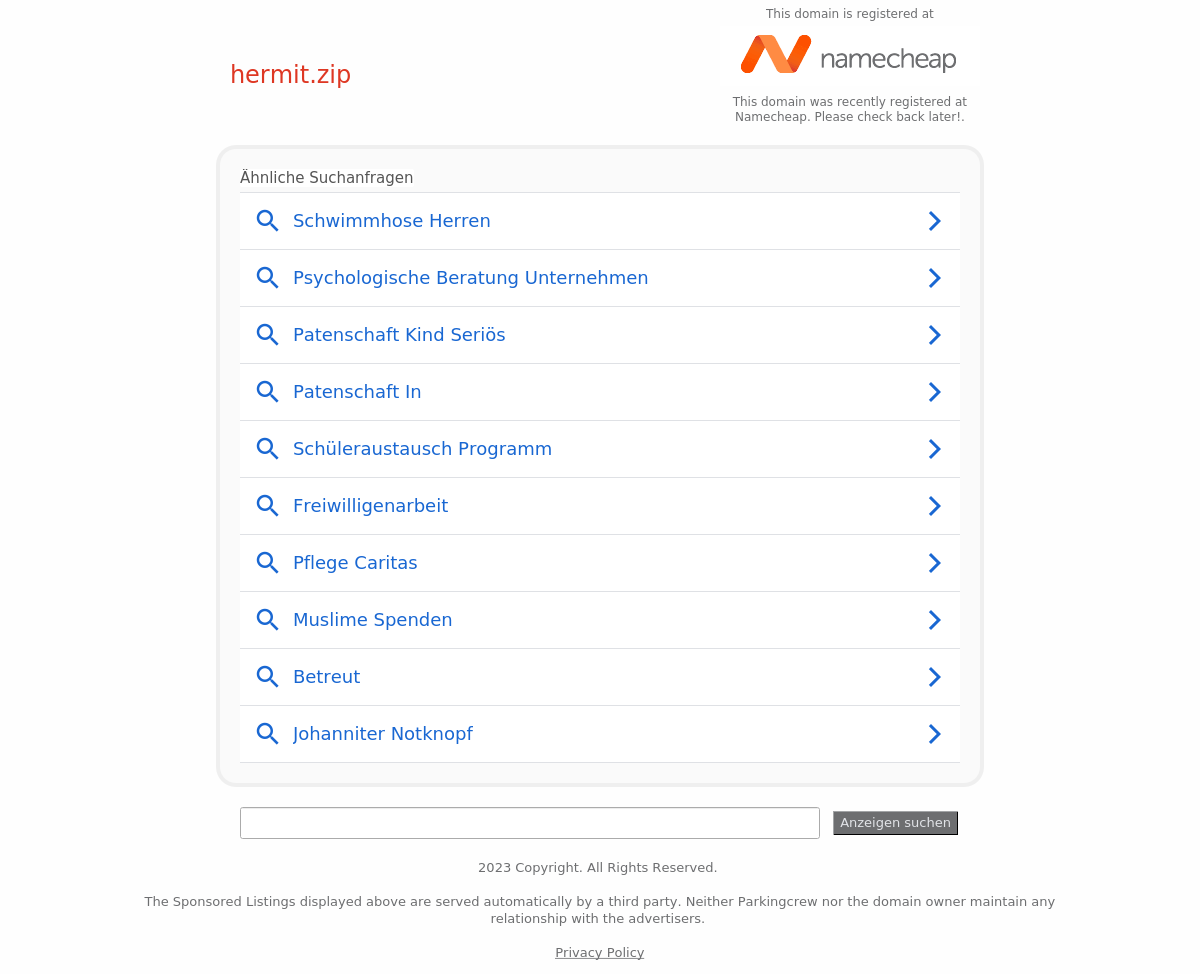 This domain is registered at
namecheap
hermit.zip
This domain was recently registered at
Namecheap. Please check back later!.
Ähnliche Suchanfragen
Schwimmhose Herren
Psychologische Beratung Unternehmen
Patenschaft Kind Seriös
Patenschaft In
Schüleraustausch Programm
Freiwilligenarbeit
Pflege Caritas
Muslime Spenden
Betreut
Johanniter Notknopf
Anzeigen suchen
2023 Copyright. All Rights Reserved.
The Sponsored Listings displayed above are served automatically by a third party. Neither Parkingcrew nor the domain owner maintain any
relationship with the advertisers.
Privacy Policy